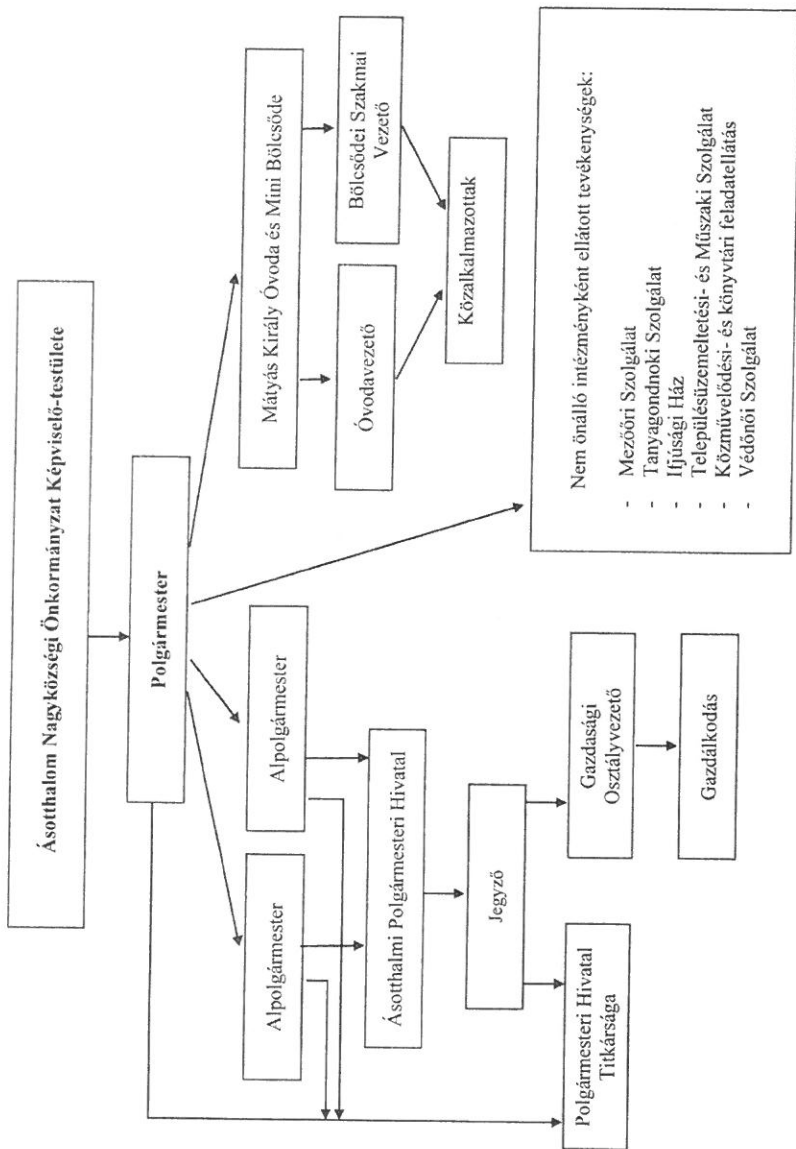 Ásotthalom Nagyközségi Önkormányzat Képviselő-testülete
Polgármester
Alpolgármester
Alpolgármester
Mátyás Király Óvoda és Mini Bölcsőde
Ásotthalmi Polgármesteri Hivatal
Óvodavezető
Bölcsődei Szakmai
Vezető
Jegyző
Közalkalmazottak
Polgármesteri Hivatal
Titkársága
Gazdasági
Osztályvezető
Gazdálkodás
Nem önálló intézményként ellátott tevékenységek:
- Mezőőri Szolgálat
- Tanyagondnoki Szolgálat
- Ifjúsági Ház
- Településüzemeltetési- és Műszaki Szolgálat
- Közművelődési- és könyvtári feladatellátás
- Védőnői Szolgálat